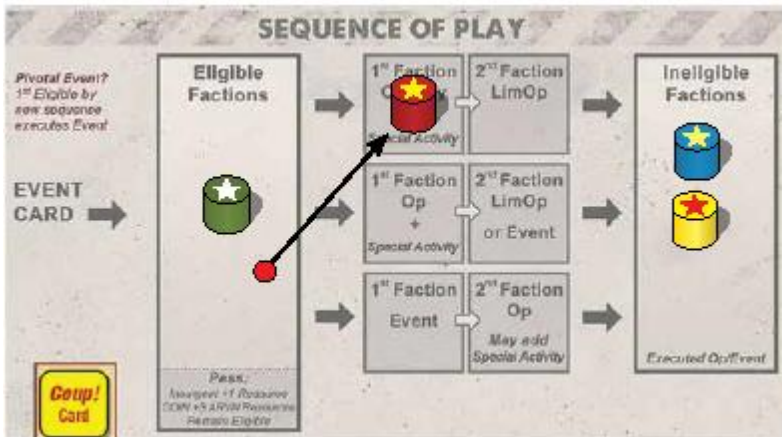 SEQUENCE OF PLAY
Pivotal Event?
1st Eligible by
new sequence
executes Event
EVENT
CARD
Eligible
Factions
Pass:
Insurgent +1 Resource
COIN +3 ARVN Resources
Remain Eligible
1st Faction
Special Activity
2nd Faction
LimOp
1st Faction
Op
+
Special Activity
2nd Faction
LimOp
or Event
1st Faction
Event
2nd Faction
Op
May add
Special Activity
Ineligible
Factions
Executed Op/Event
Coup!
Card